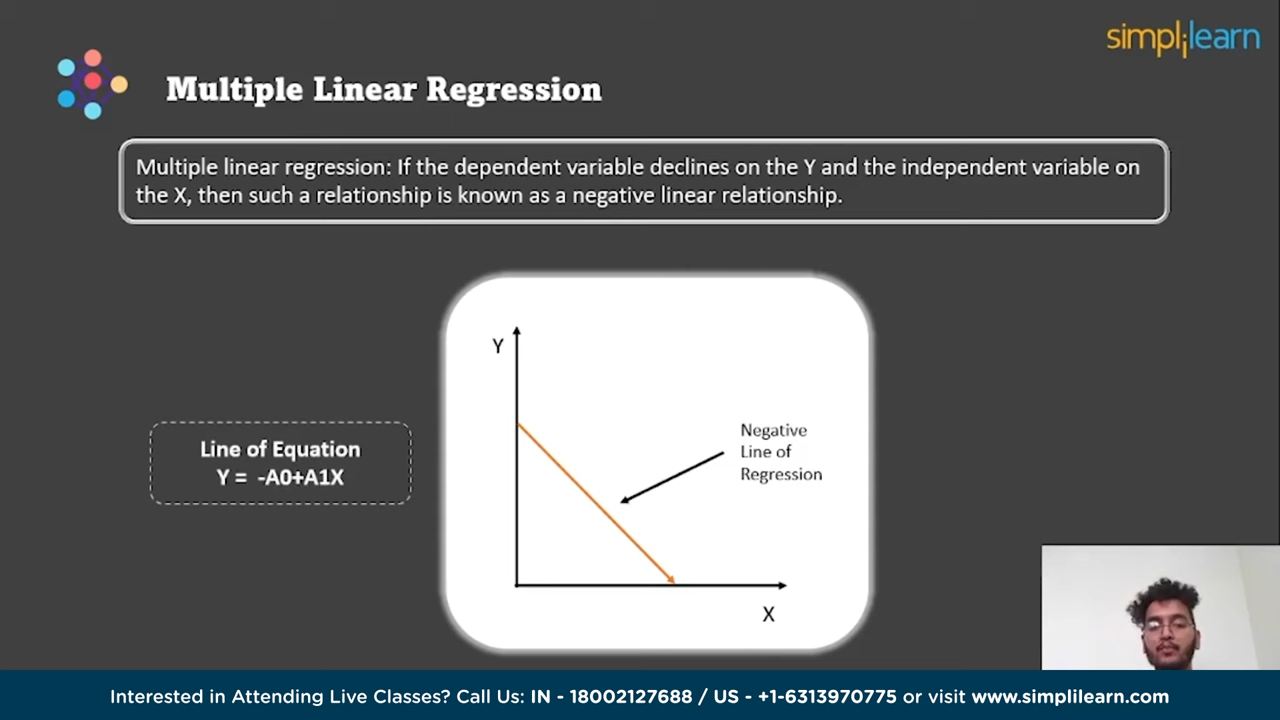 simplilearn
Multiple Linear Regression
Multiple linear regression: If the dependent variable declines on the Y and the independent variable on
the X, then such a relationship is known as a negative linear relationship.
Y
Negative
Line of
Regression
Line of Equation
Y = -A0+A1X
X
Interested in Attending Live Classes? Call Us: IN - 18002127688 / US - +1-6313970775 or visit www.simplilearn.com